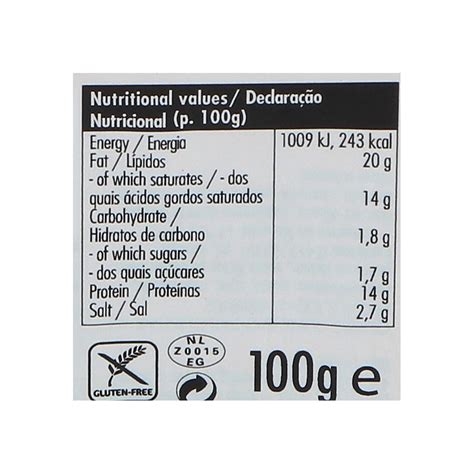 Nutritional values/ Declaração
Nutricional (p. 100g)
Energy / Energia 1009 kJ, 243 kcal
Fat / Lípidos 20 g
- of which saturates / - dos
quais ácidos gordos saturados 14 g
Carbohydrate /
Hidratos de carbono 1,8 g
- of which sugars /
- dos quais açúcares 1,7 g
Protein / Proteínas 14 g
Salt / Sal 2,7 g
NL
Z0015
EG
GLUTEN-FREE
100g e